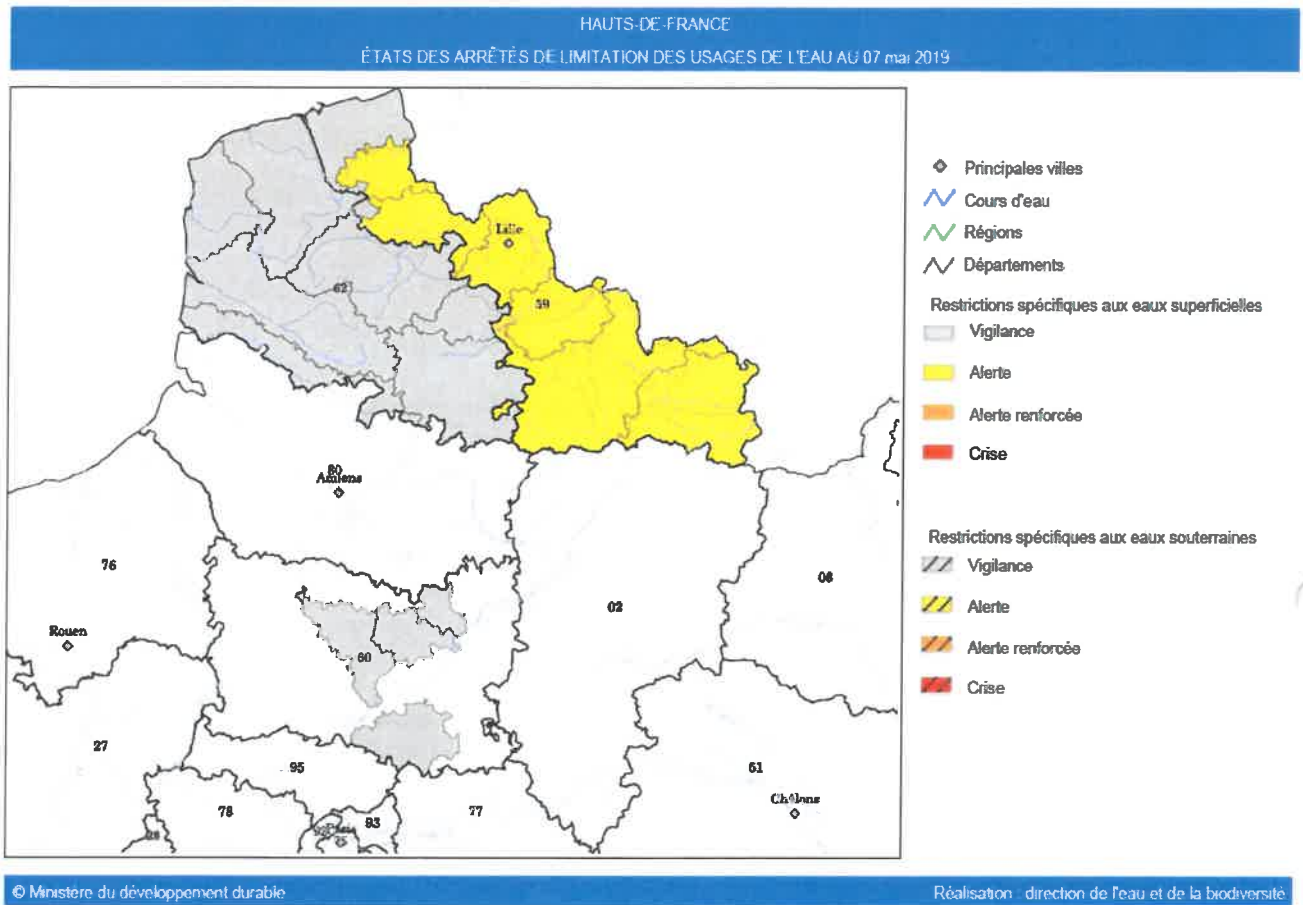 HAUTS-DE-FRANCE
ÉTATS DES ARRÊTÉS DE LIMITATION DES USAGES DE L'EAU AU 07 mai 2019
Principales villes
Cours d'eau
Régions
Départements
Restrictions spécifiques aux eaux superficielles
Vigilance
Alerte
Alerte renforcée
Crise
Restrictions spécifiques aux eaux souterraines
Vigilance
Alerte
Alerte renforcée
Crise
Lille
62
59
80
Amiens
76
02
08
Rouen
60
27
95
61
78
93
77
Châlons
© Ministère du développement durable
Réalisation : direction de l'eau et de la biodiversité